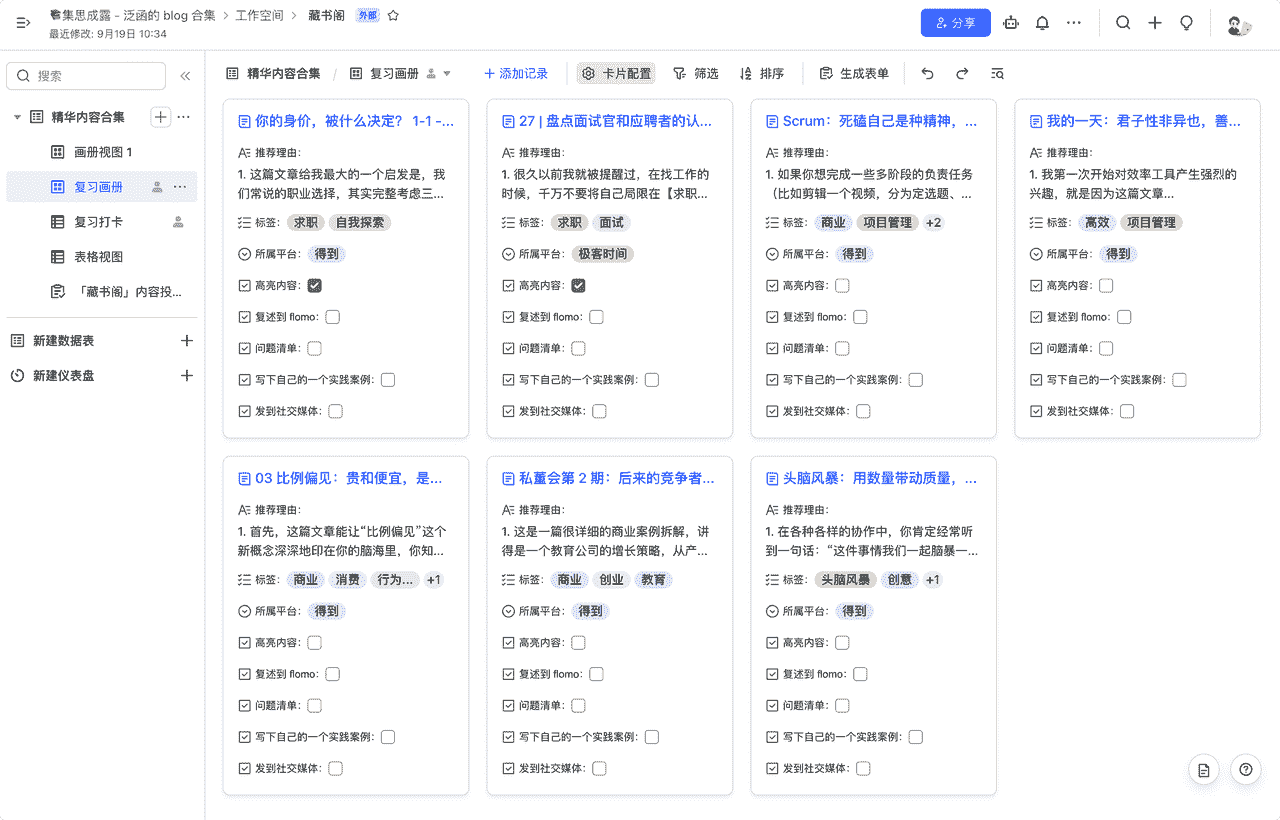 集思成露 - 泛函的 blog 合集 > 工作空间 > 藏书阁 外部
最近修改: 9月19日 10:34
分享
搜索
精华内容合集
画册视图 1
复习画册
复习打卡
表格视图
「藏书阁」内容投...
新建数据表
新建仪表盘
精华内容合集 / 复习画册
添加记录
卡片配置
筛选
排序
生成表单
你的身价，被什么决定？ 1-1 -...
推荐理由:
1. 这篇文章给我最大的一个启发是，我
们常说的职业选择，其实完整考虑三...
标签: 求职 自我探索
所属平台: 得到
高亮内容:
复述到 flomo:
问题清单:
写下自己的一个实践案例:
发到社交媒体:
27 | 盘点面试官和应聘者的认...
推荐理由:
1. 很久以前我就被提醒过，在找工作的
时候，千万不要将自己局限在【求职...
标签: 求职 面试
所属平台: 极客时间
高亮内容:
复述到 flomo:
问题清单:
写下自己的一个实践案例:
发到社交媒体:
Scrum：死磕自己是种精神，...
推荐理由:
1. 如果你想完成一些多阶段的负责任务
（比如剪辑一个视频，分为定选题、...
标签: 商业 项目管理 +2
所属平台: 得到
高亮内容:
复述到 flomo:
问题清单:
写下自己的一个实践案例:
发到社交媒体:
我的一天：君子性非异也，善...
推荐理由:
1. 我第一次开始对效率工具产生强烈的
兴趣，就是因为这篇文章...
标签: 高效 项目管理
所属平台: 得到
高亮内容:
复述到 flomo:
问题清单:
写下自己的一个实践案例:
发到社交媒体:
03 比例偏见：贵和便宜，是...
推荐理由:
1. 首先，这篇文章能让“比例偏见”这个
新概念深深地印在你的脑海里，你知...
标签: 商业 消费 行为... +1
所属平台: 得到
高亮内容:
复述到 flomo:
问题清单:
写下自己的一个实践案例:
发到社交媒体:
私董会第 2 期：后来的竞争者...
推荐理由:
1. 这是一篇很详细的商业案例拆解，讲
得是一个教育公司的增长策略，从产...
标签: 商业 创业 教育
所属平台: 得到
高亮内容:
复述到 flomo:
问题清单:
写下自己的一个实践案例:
发到社交媒体:
头脑风暴：用数量带动质量，...
推荐理由:
1. 在各种各样的协作中，你肯定经常听
到一句话：“这件事情我们一起脑暴一...
标签: 头脑风暴 创意 +1
所属平台: 得到
高亮内容:
复述到 flomo:
问题清单:
写下自己的一个实践案例:
发到社交媒体: